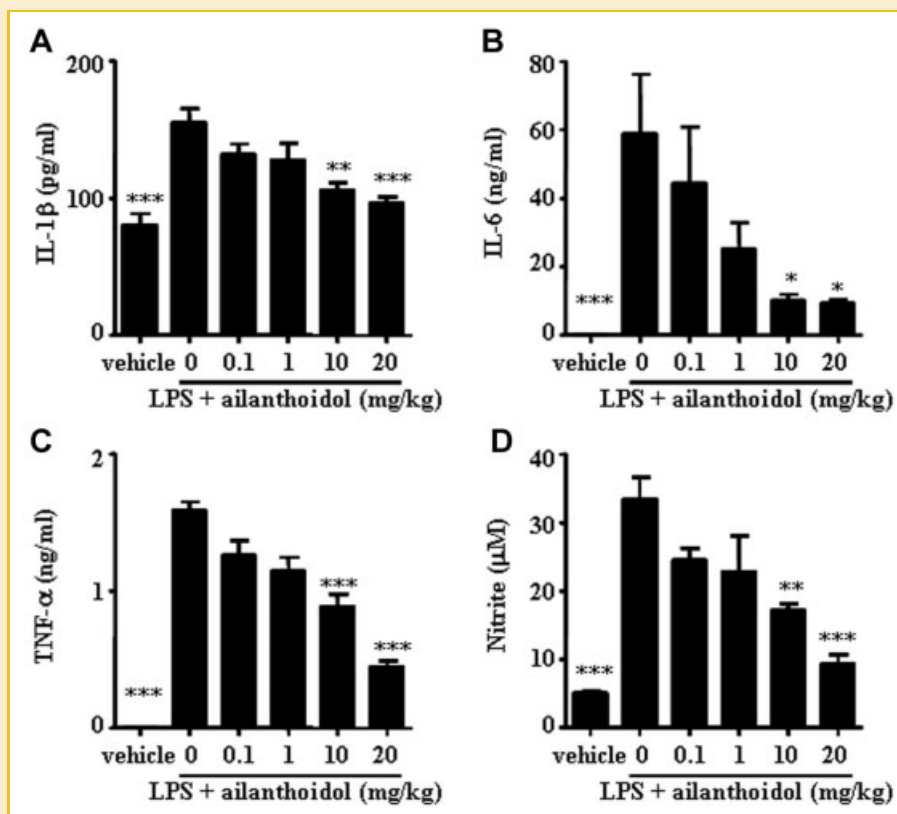 A
200
100
0
IL-1β (pg/ml)
***
**
***
vehicle 0 0.1 1 10 20
LPS + ailanthoidol (mg/kg)
B
80
60
40
20
0
IL-6 (ng/ml)
***
*
*
vehicle 0 0.1 1 10 20
LPS + ailanthoidol (mg/kg)
C
2
1
0
TNF-α (ng/ml)
***
***
***
vehicle 0 0.1 1 10 20
LPS + ailanthoidol (mg/kg)
D
40
30
20
10
0
Nitrite (µM)
***
**
***
vehicle 0 0.1 1 10 20
LPS + ailanthoidol (mg/kg)